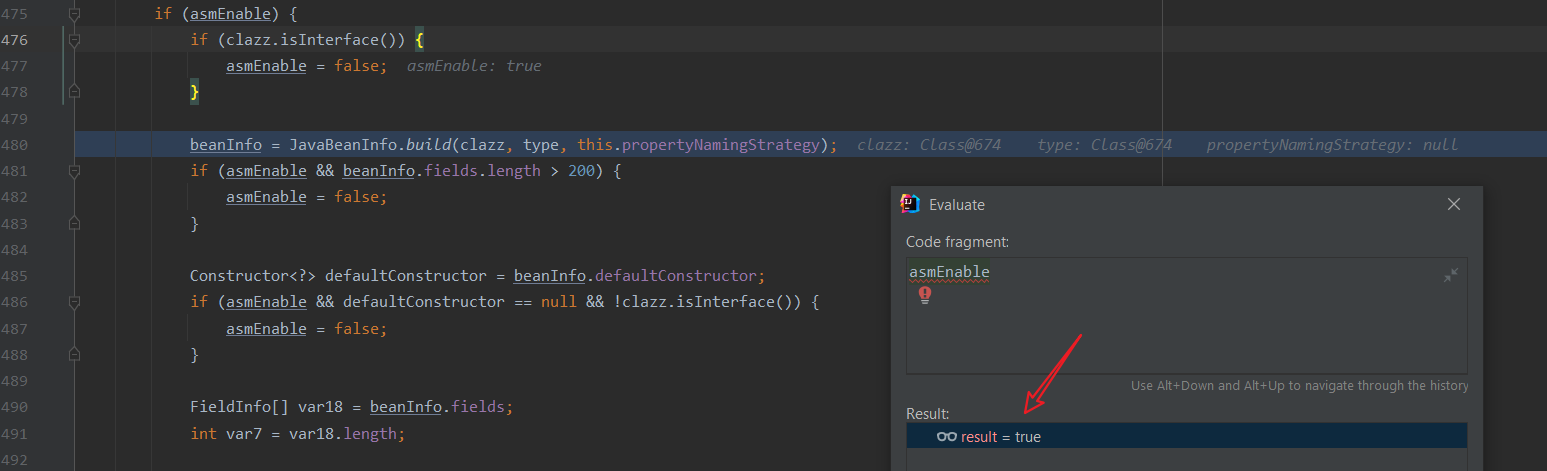 475 if (asmEnable) {
476 if (clazz.isInterface()) {
477 asmEnable = false; asmEnable: true
478 }
479
480 beanInfo = JavaBeanInfo.build(clazz, type, this.propertyNamingStrategy); clazz: Class@674 type: Class@674 propertyNamingStrategy: null
481 if (asmEnable && beanInfo.fields.length > 200) {
482 asmEnable = false;
483 }
484
485 Constructor<?> defaultConstructor = beanInfo.defaultConstructor;
486 if (asmEnable && defaultConstructor == null && !clazz.isInterface()) {
487 asmEnable = false;
488 }
489
490 FieldInfo[] var18 = beanInfo.fields;
491 int var7 = var18.length;
492
IJ Evaluate
Code fragment:
asmEnable
Use Alt+Down and Alt+Up to navigate through the history
Result:
result = true